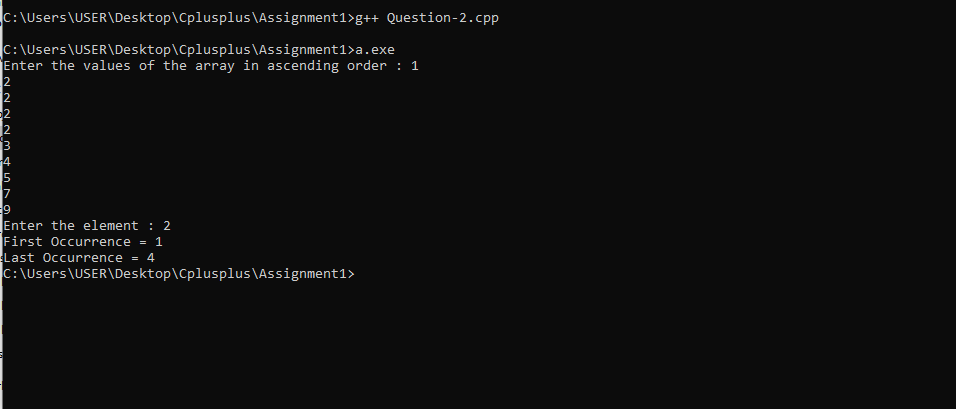 C:\Users\USER\Desktop\Cplusplus\Assignment1>g++ Question-2.cpp
C:\Users\USER\Desktop\Cplusplus\Assignment1>a.exe
Enter the values of the array in ascending order : 1
2
2
2
2
3
4
5
7
9
Enter the element : 2
First Occurrence = 1
Last Occurrence = 4
C:\Users\USER\Desktop\Cplusplus\Assignment1>